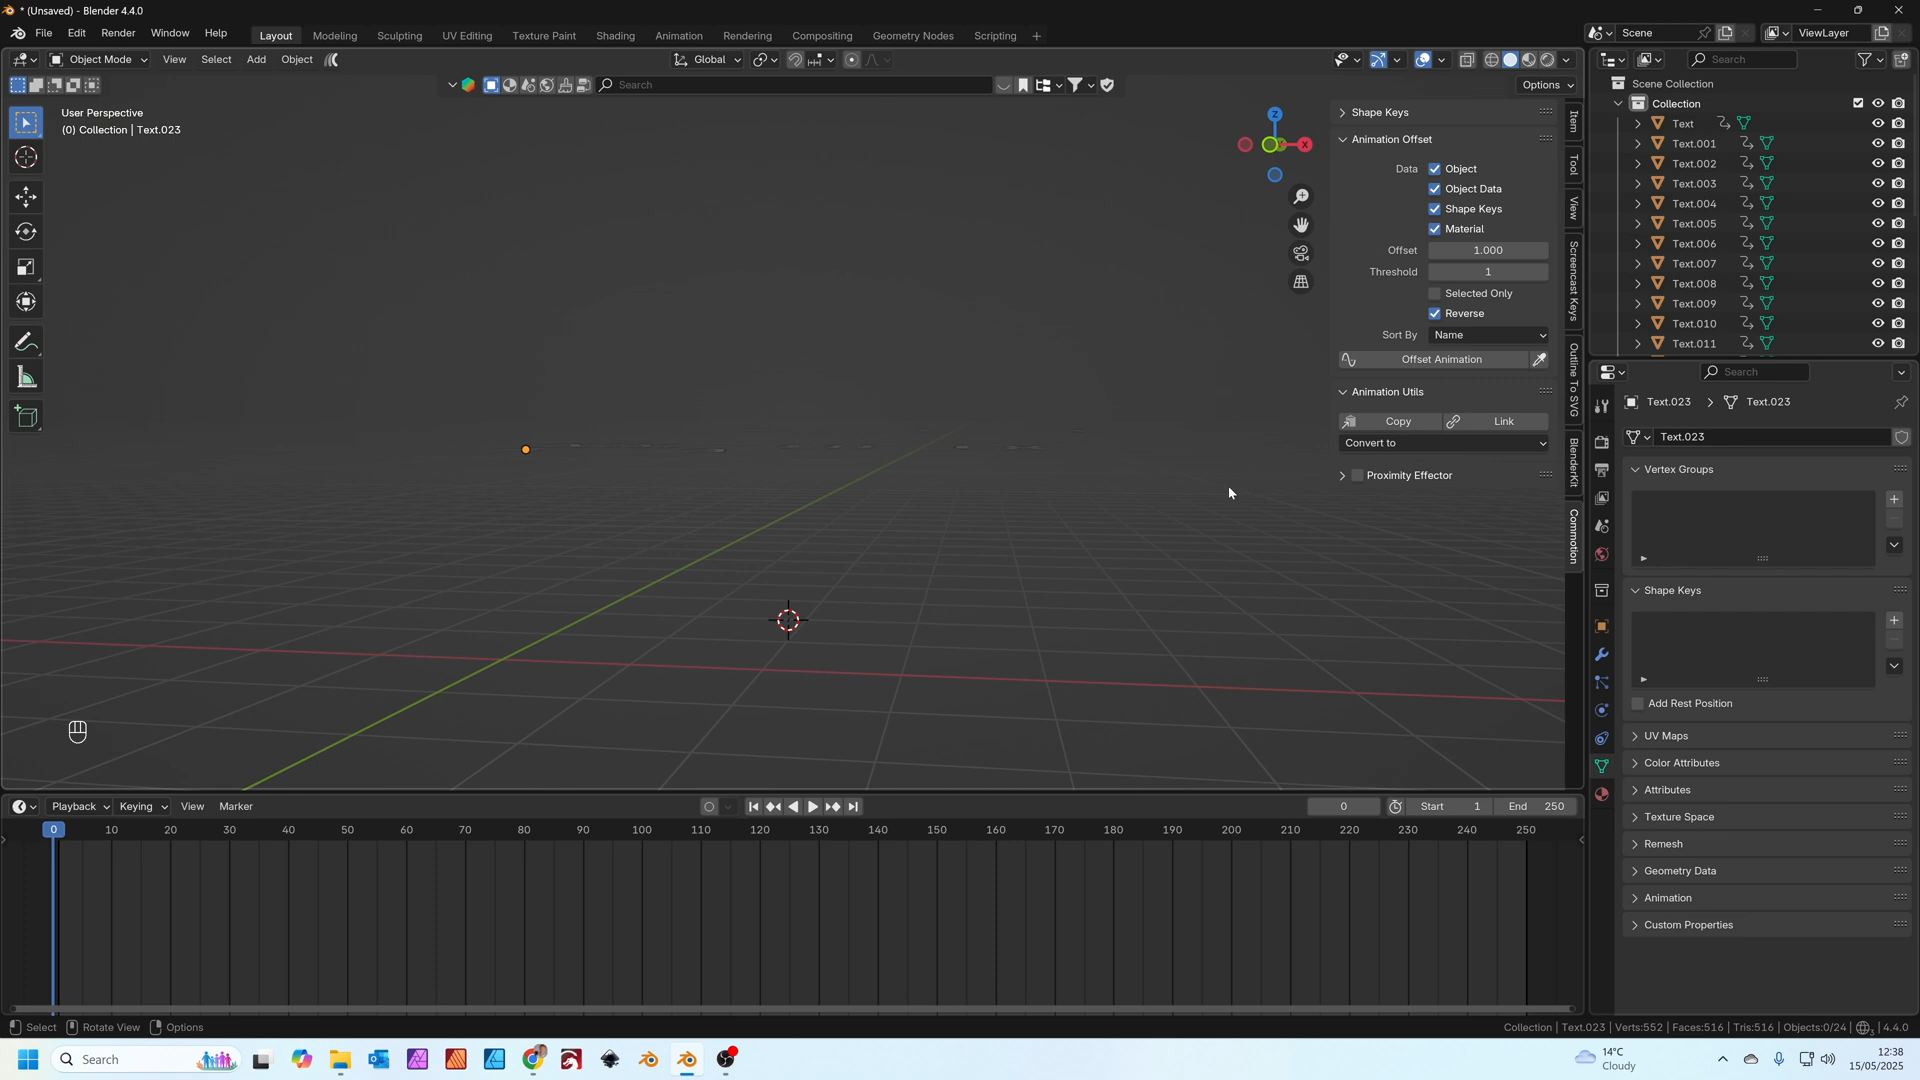 * (Unsaved) - Blender 4.4.0
File Edit Render Window Help
Layout Modeling Sculpting UV Editing Texture Paint Shading Animation Rendering Compositing Geometry Nodes Scripting +
Scene ViewLayer
Object Mode View Select Add Object Global
Search
Search Options
User Perspective
(0) Collection | Text.023
Z
X
Item
Tool
View
Screencast Keys
Outline To SVG
BlenderKit
Commotion
Shape Keys
Animation Offset
Data Object
Object Data
Shape Keys
Material
Offset 1.000
Threshold 1
Selected Only
Reverse
Sort By Name
Offset Animation
Animation Utils
Copy Link
Convert to
Proximity Effector
Scene Collection
Collection
Text
Text.001
Text.002
Text.003
Text.004
Text.005
Text.006
Text.007
Text.008
Text.009
Text.010
Text.011
Search
Text.023 Text.023
Text.023
Vertex Groups
Shape Keys
Add Rest Position
UV Maps
Color Attributes
Attributes
Texture Space
Remesh
Geometry Data
Animation
Custom Properties
Playback Keying View Marker 0 Start 1 End 250
0 10 20 30 40 50 60 70 80 90 100 110 120 130 140 150 160 170 180 190 200 210 220 230 240 250
Select Rotate View Options
Collection | Text.023 | Verts:552 | Faces:516 | Tris:516 | Objects:0/24 | 4.4.0
Search
14°C
Cloudy
12:38
15/05/2025